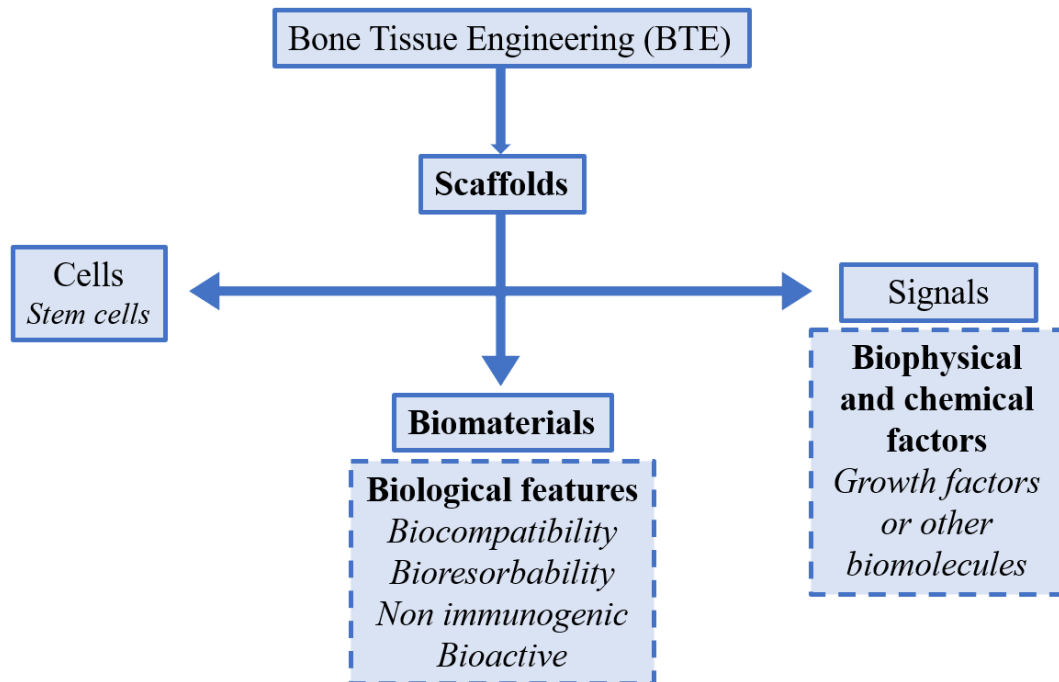 Bone Tissue Engineering (BTE)
Scaffolds
Cells
Stem cells
Signals
Biophysical
and chemical
factors
Growth factors
or other
biomolecules
Biomaterials
Biological features
Biocompatibility
Bioresorbability
Non immunogenic
Bioactive